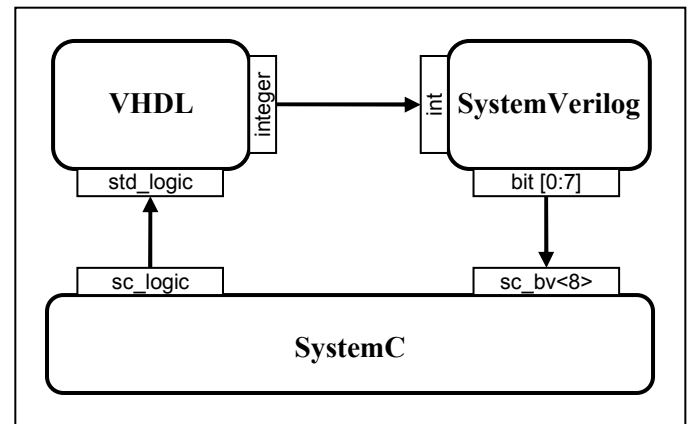 VHDL
integer
int
SystemVerilog
std_logic
bit [0:7]
sc_logic
sc_bv<8>
SystemC